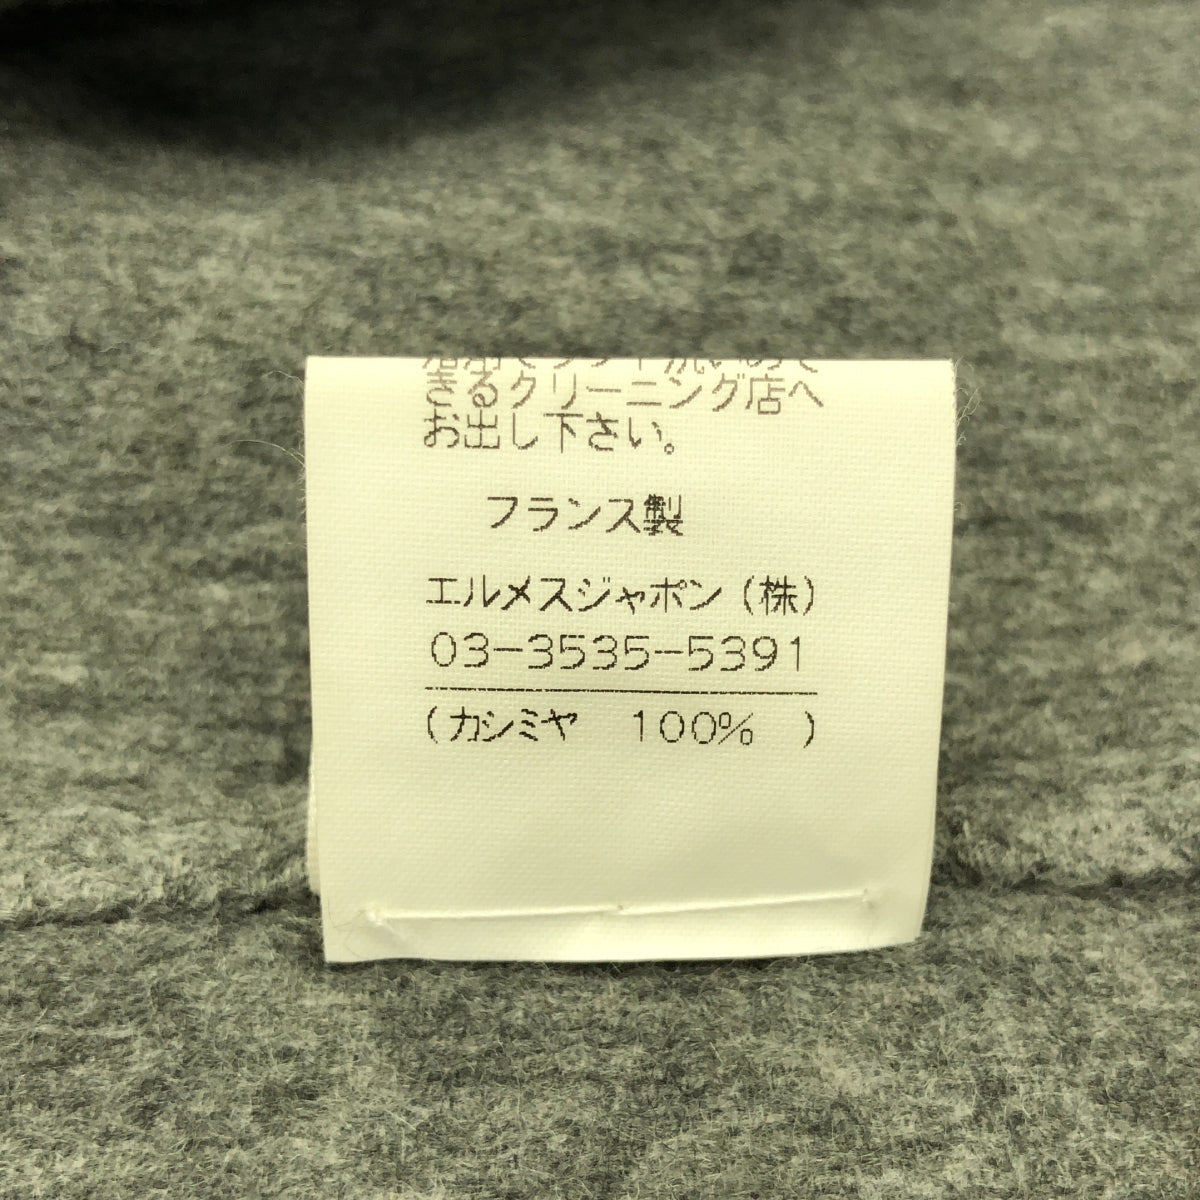 きるクリーニング店へ
お出し下さい。
フランス製
エルメスジャポン(株)
03-3535-5391
(カシミヤ 100% )